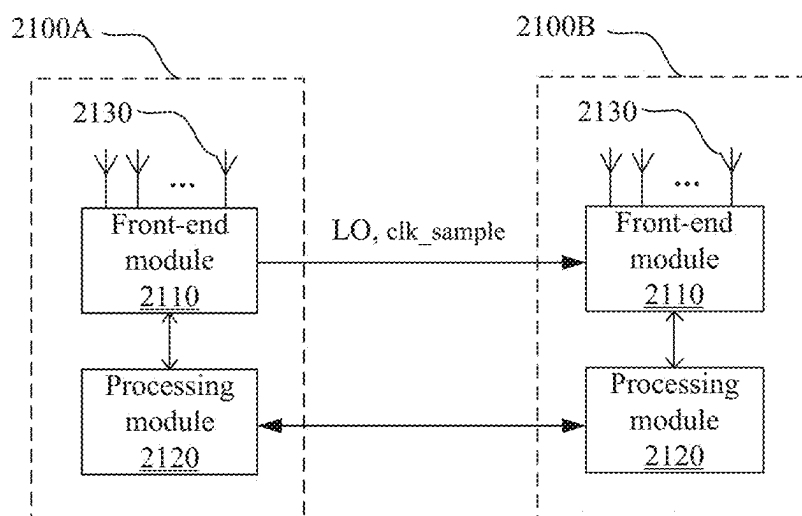 2100A
2100B
2130
2130
...
...
Front-end
module
2110
LO, clk_sample
Front-end
module
2110
Processing
module
2120
Processing
module
2120